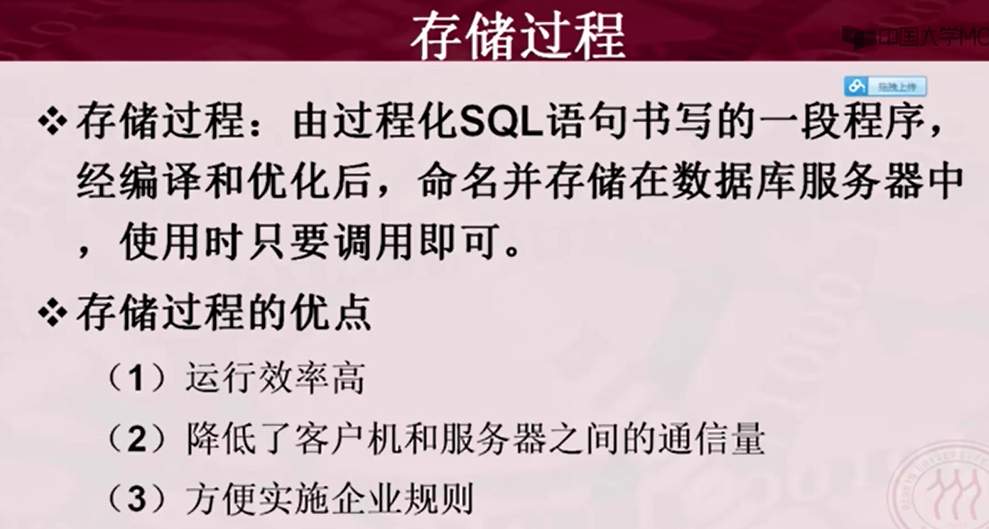 存储过程
中国大学MO
拖拽上传
❖存储过程：由过程化SQL语句书写的一段程序，
经编译和优化后，命名并存储在数据库服务器中
，使用时只要调用即可。
❖存储过程的优点
（1）运行效率高
（2）降低了客户机和服务器之间的通信量
（3）方便实施企业规则